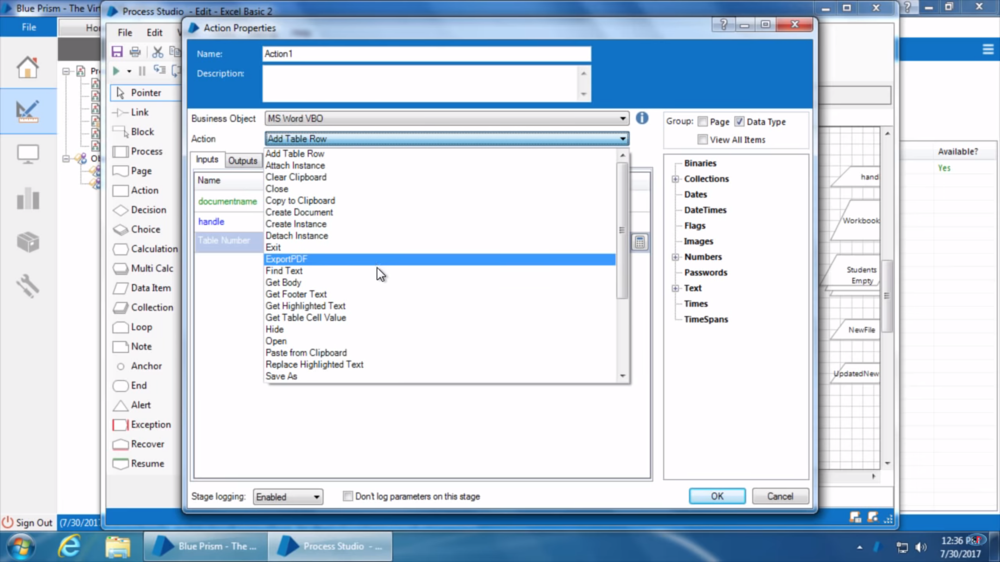 Blue Prism - The Vir
Process Studio - Edit - Excel Basic 2
Action Properties
File
Ho
File
Edit
Name:
Action1
Description:
Pr
Ob
Pointer
Link
Block
Process
Page
Action
Decision
Choice
Calculation
Multi Calc
Data Item
Collection
Loop
Note
Anchor
End
Alert
Exception
Recover
Resume
Business Object
MS Word VBO
Action
Add Table Row
Inputs
Outputs
Name
documentname
handle
Table Number
Add Table Row
Attach Instance
Clear Clipboard
Close
Copy to Clipboard
Create Document
Create Instance
Detach Instance
Exit
ExportPDF
Find Text
Get Body
Get Footer Text
Get Highlighted Text
Get Table Cell Value
Hide
Open
Paste from Clipboard
Replace Highlighted Text
Save As
Group:
Page
Data Type
View All Items
Binaries
Collections
Dates
DateTimes
Flags
Images
Numbers
Passwords
Text
Times
TimeSpans
Available?
Yes
hand
Workbook
Students
Empty
NewFile
UpdatedNew
Stage logging:
Enabled
Don't log parameters on this stage
OK
Cancel
Sign Out
(7/30/201
Blue Prism - The ...
Process Studio - ...
12:36 P
7/30/2017